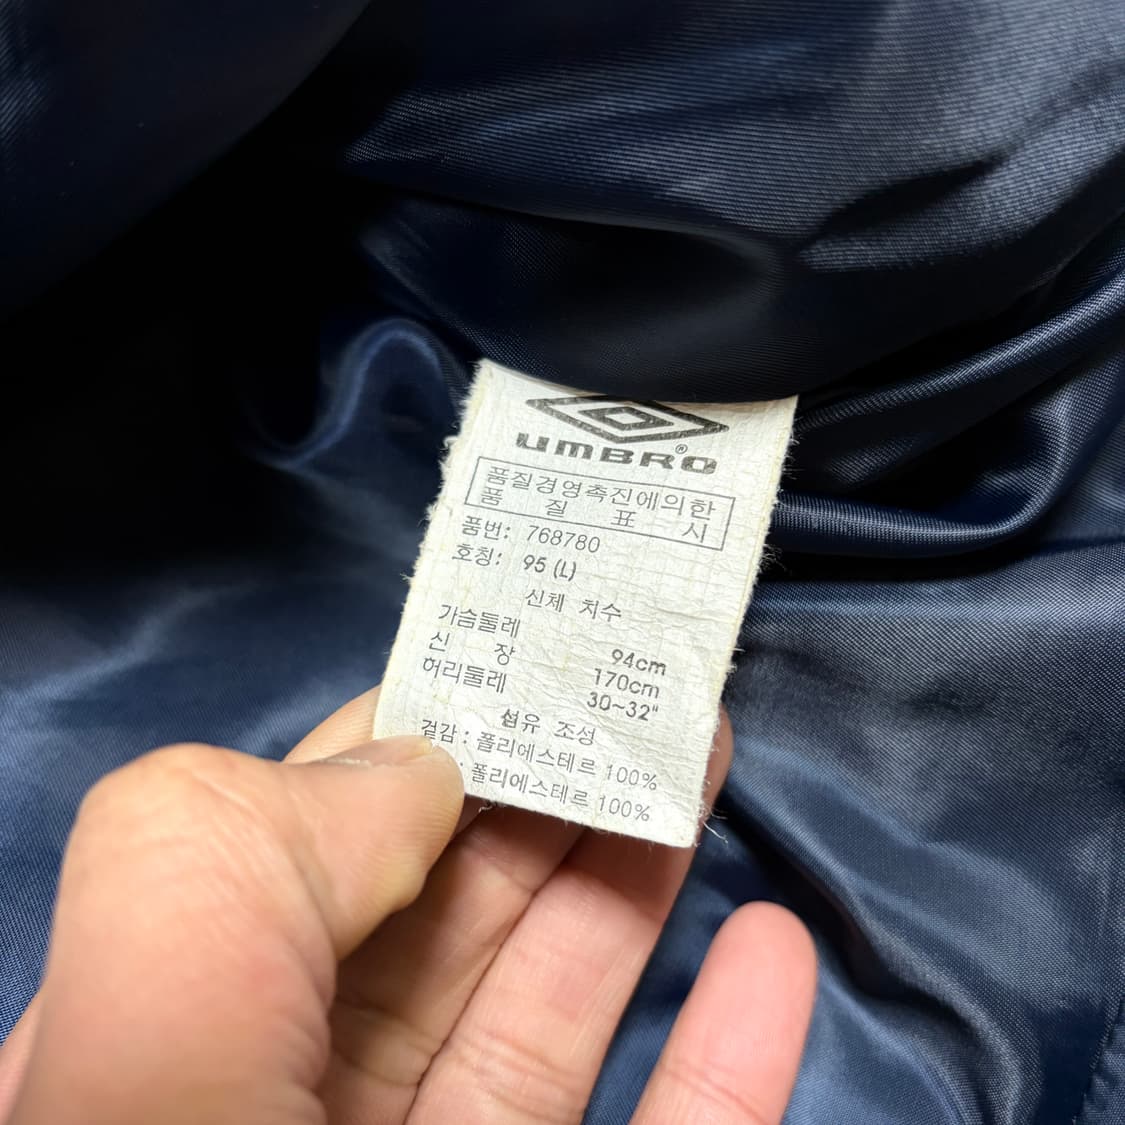 UMBRO®
품질경영촉진에의한
품 질 표 시
품번: 768780
호칭: 95 (L)
신체 치수
가슴둘레 94cm
신 장 170cm
허리둘레 30~32"
섬유 조성
겉감 : 폴리에스테르 100%
: 폴리에스테르 100%